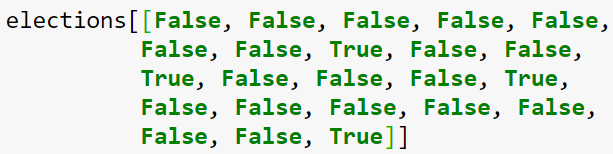 elections[[False, False, False, False, False,
False, False, True, False, False,
True, False, False, False, True,
False, False, False, False, False,
False, False, True]]